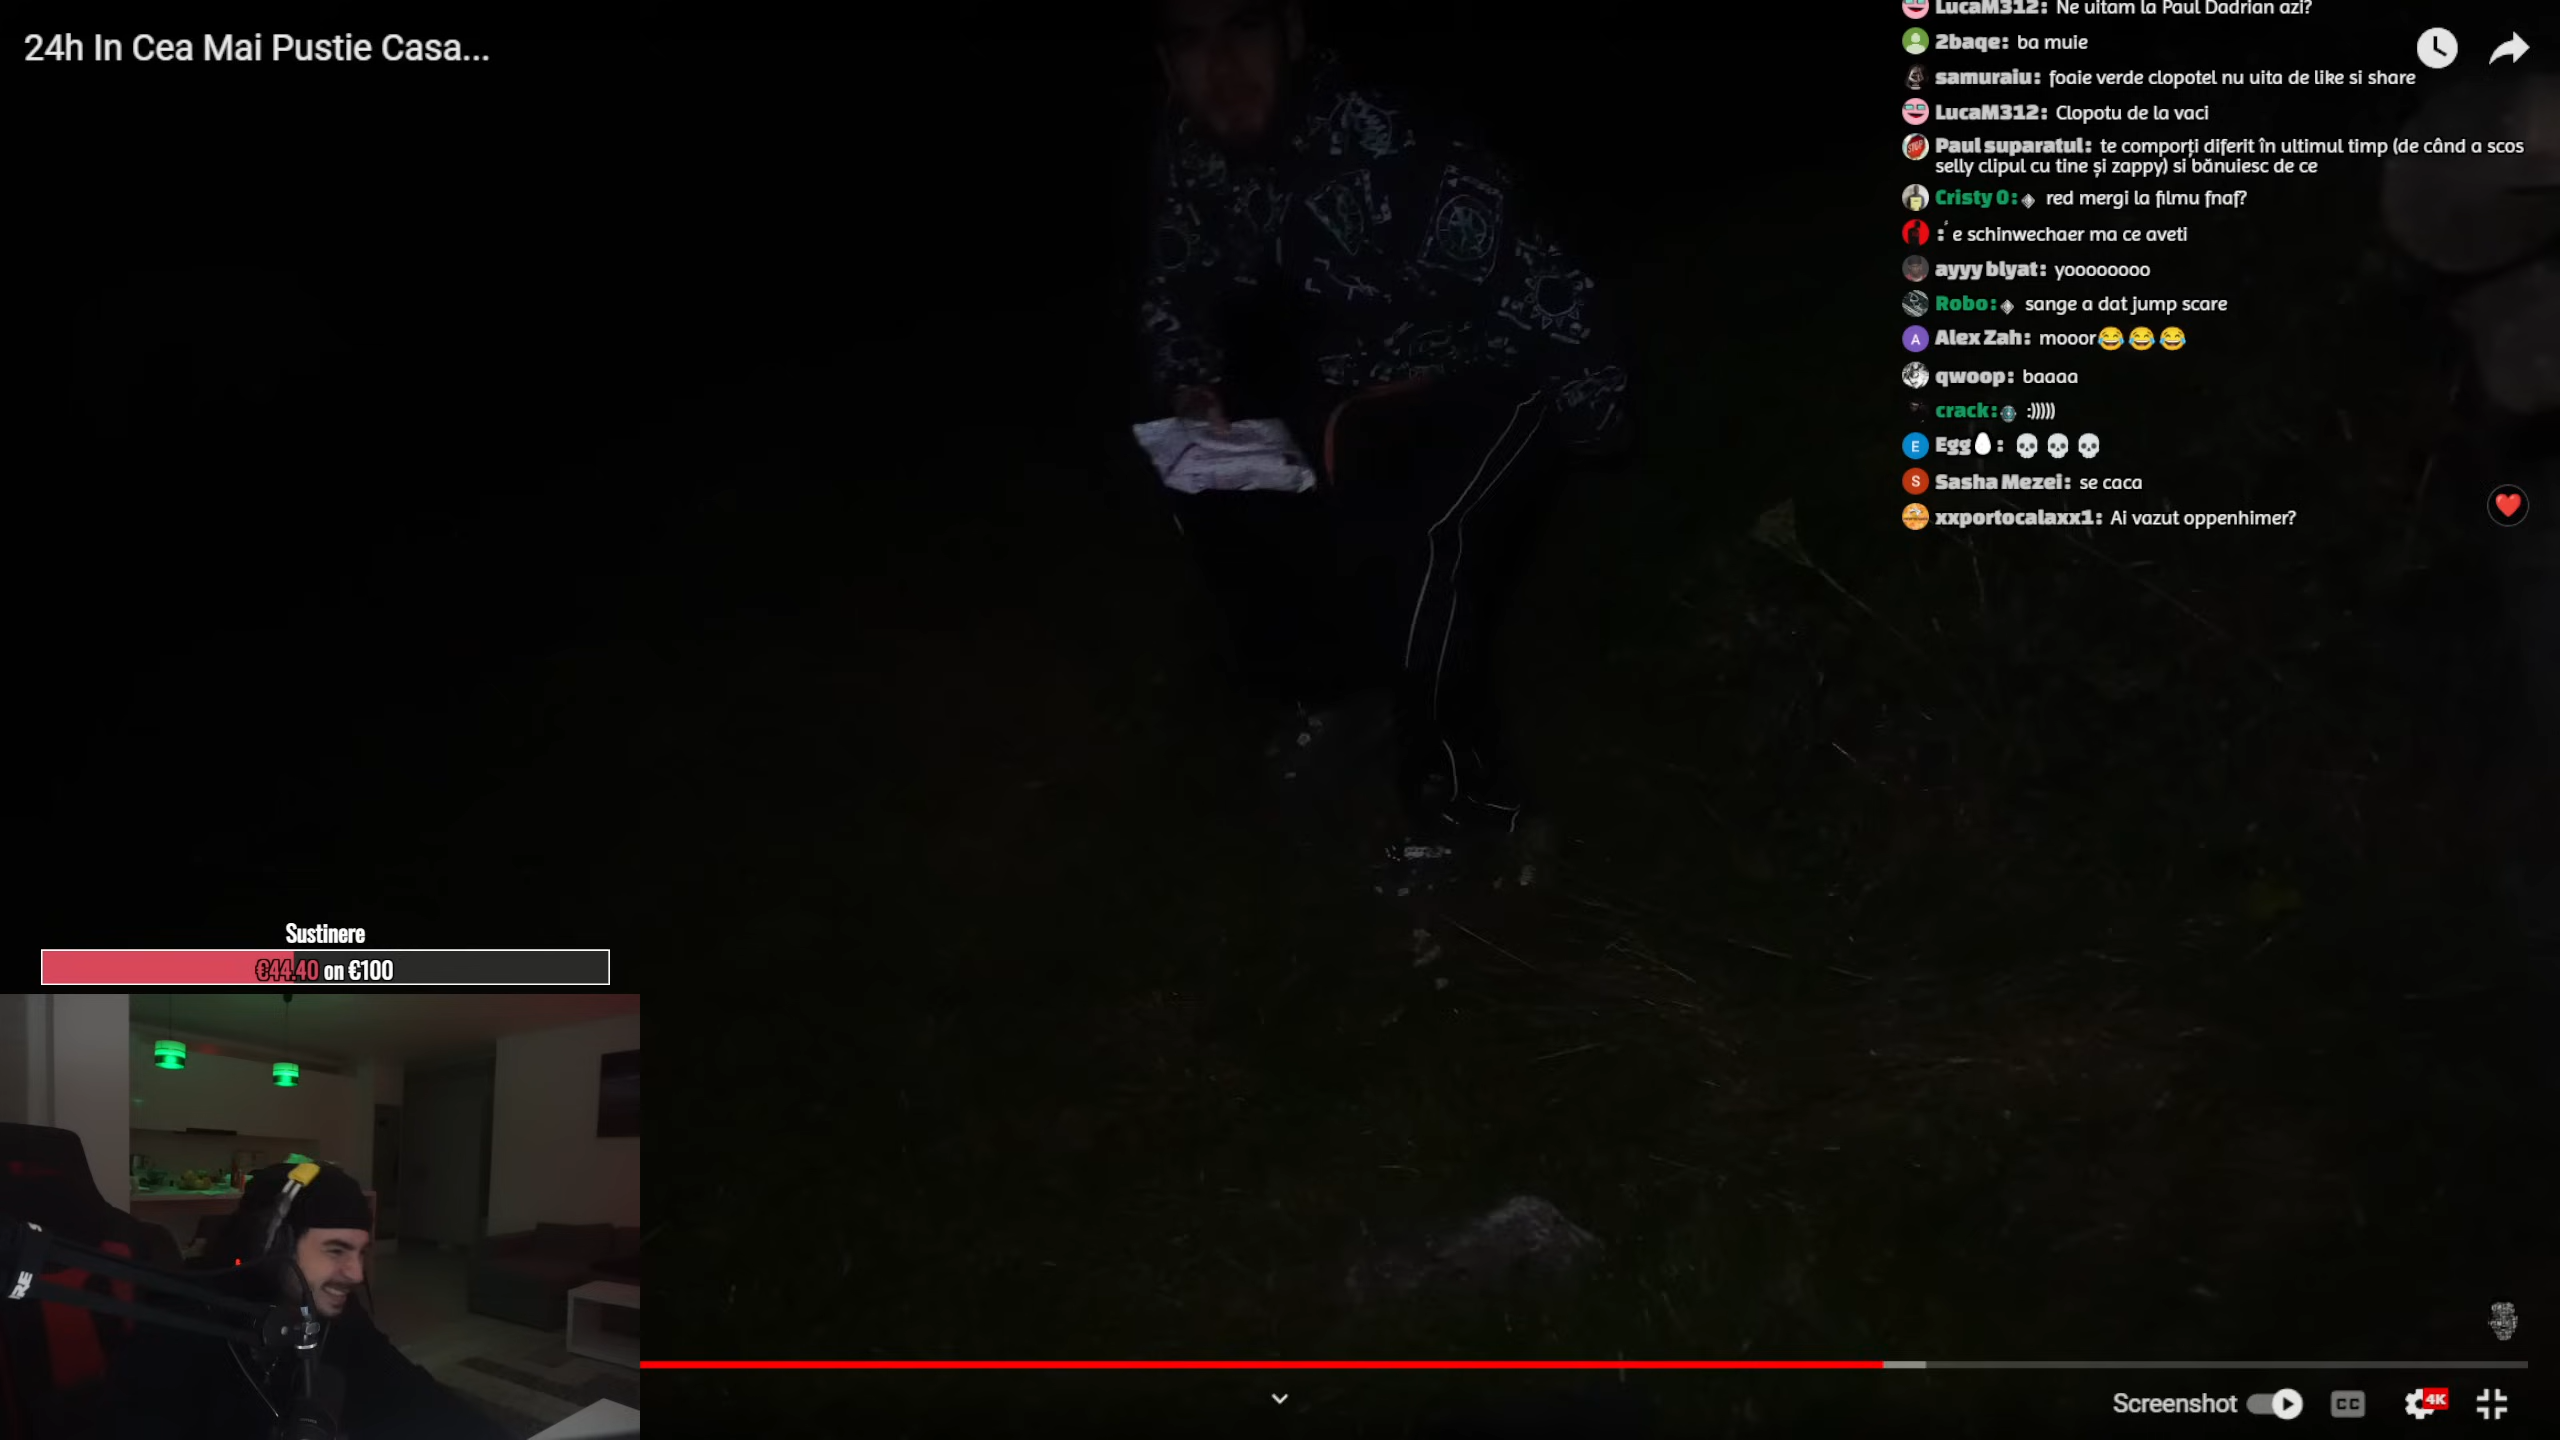 24h In Cea Mai Pustie Casa...
LucaM312: Ne uitam la Paul Dadrian azi?
2baqe: ba muie
samuraiu: foaie verde clopotel nu uita de like si share
LucaM312: Clopotu de la vaci
Paul suparatul: te comporți diferit în ultimul timp (de când a scos
selly clipul cu tine și zappy) si bănuiesc de ce
Cristy O: red mergi la filmu fnaf?
: e schinwechaer ma ce aveti
ayyy blyat: yoooooooo
Robo: sange a dat jump scare
Alex Zah: mooor😂😂😂
qwoop: baaaa
crack: :)))))
Egg🥚: 💀💀💀
Sasha Mezei: se caca
xxportocalaxx1: Ai vazut oppenhimer?
Sustinere
€44.40 on €100
Screenshot
CC
4K